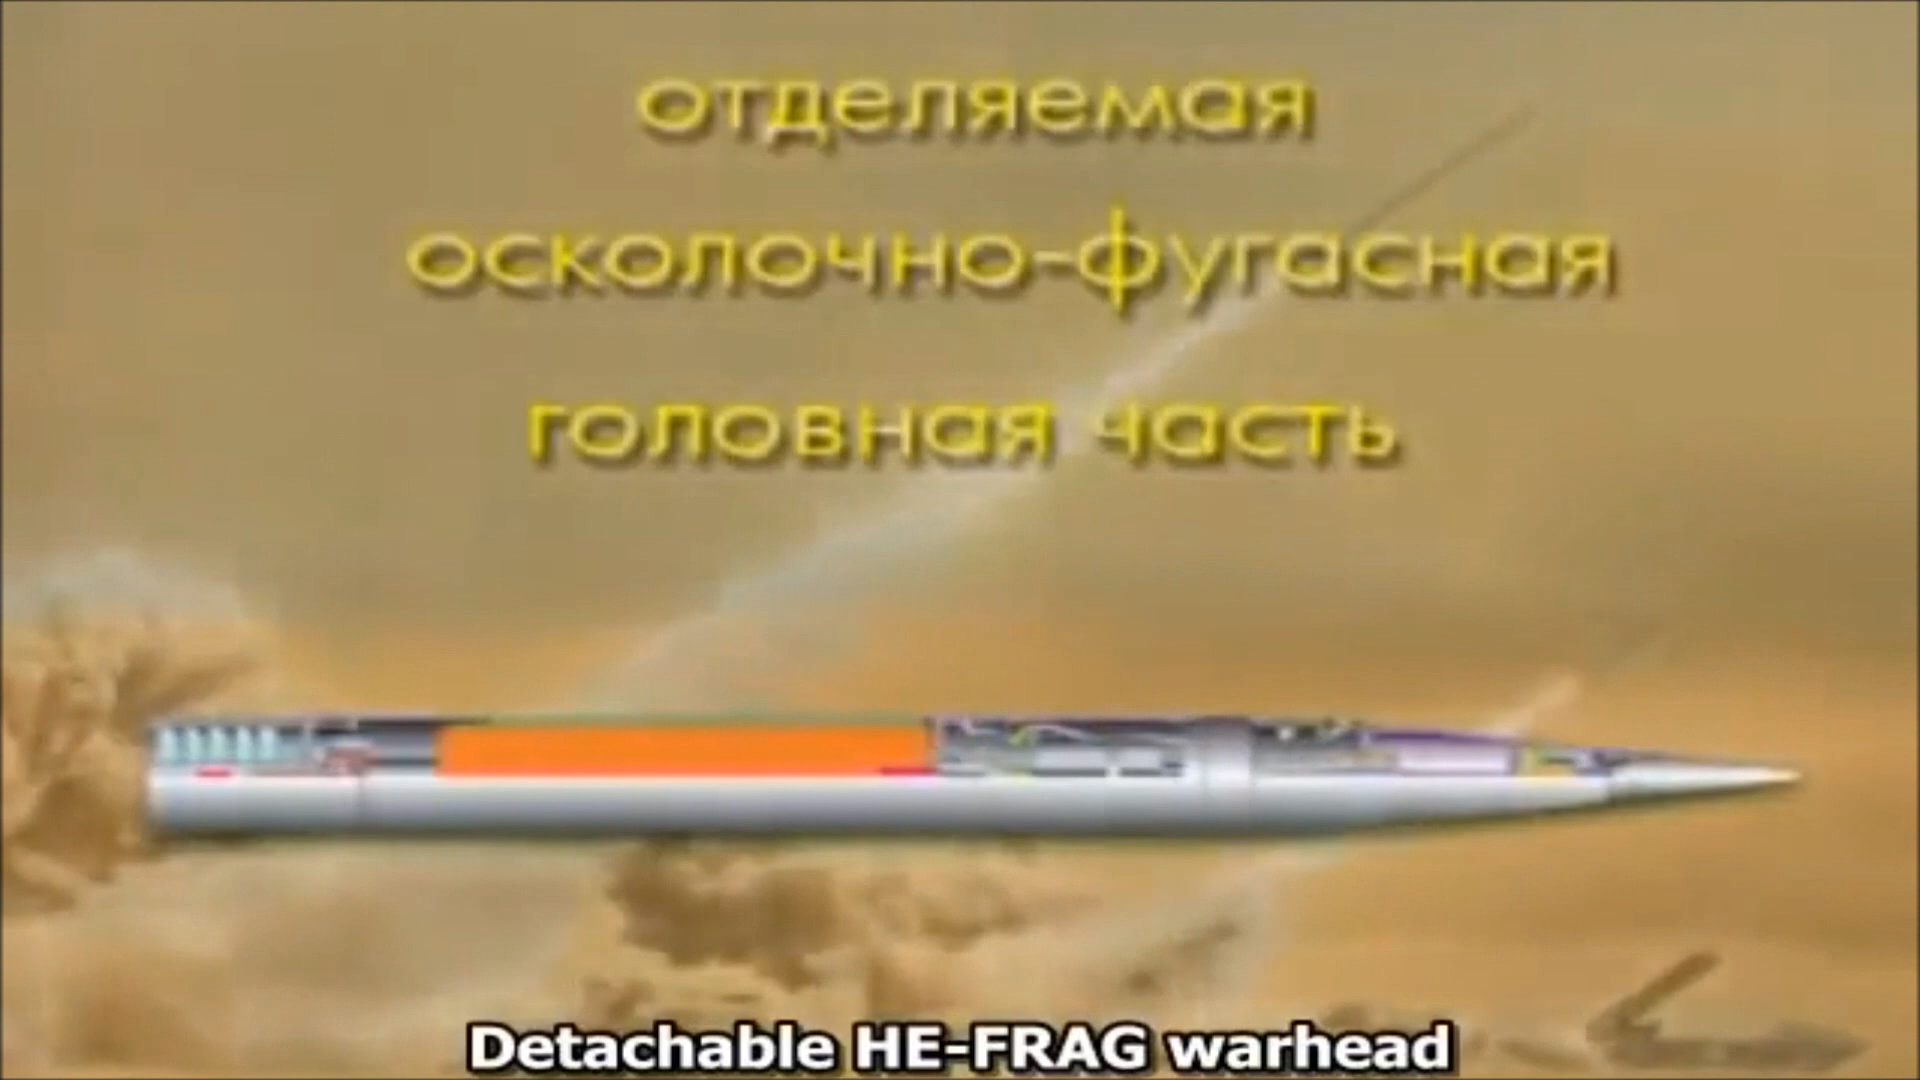 отделяемая
осколочно-фугасная
головная часть
Detachable HE-FRAG warhead